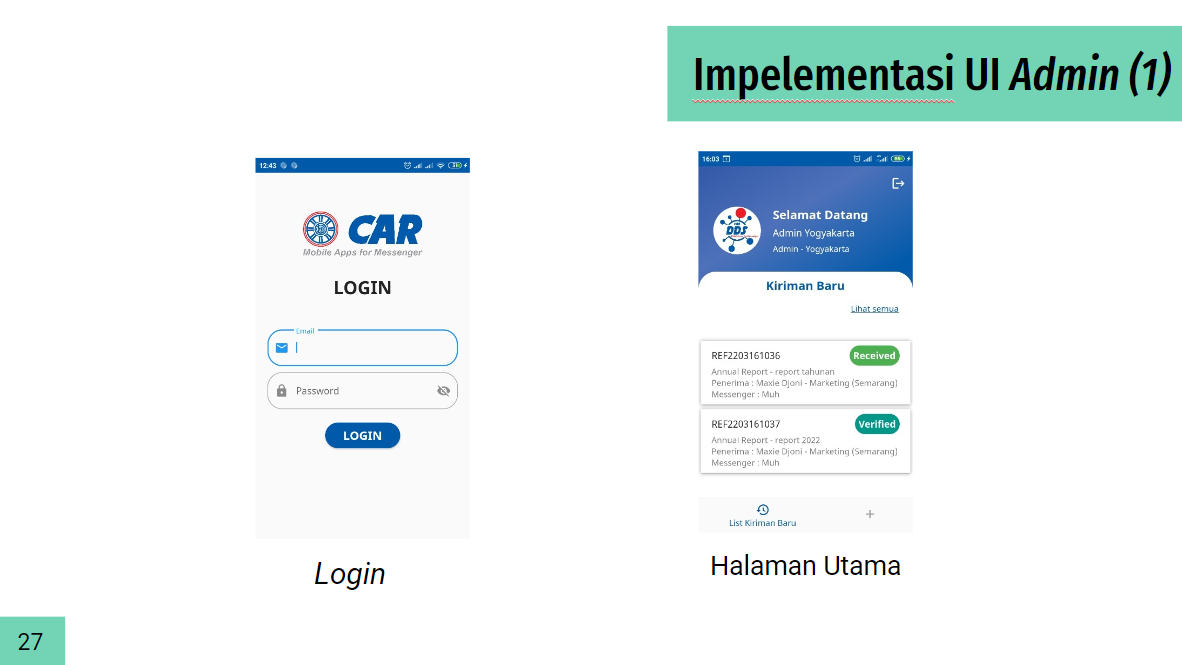 Impelementasi UI Admin (1)
12:43
CAR
Mobile Apps for Messenger
LOGIN
Email
Password
LOGIN
Login
16:03
DDS
Selamat Datang
Admin Yogyakarta
Admin - Yogyakarta
Kiriman Baru
Lihat semua
REF2203161036
Received
Annual Report - report tahunan
Penerima : Maxie Djoni - Marketing (Semarang)
Messenger : Muh
REF2203161037
Verified
Annual Report - report 2022
Penerima : Maxie Djoni - Marketing (Semarang)
Messenger : Muh
List Kiriman Baru
Halaman Utama
27